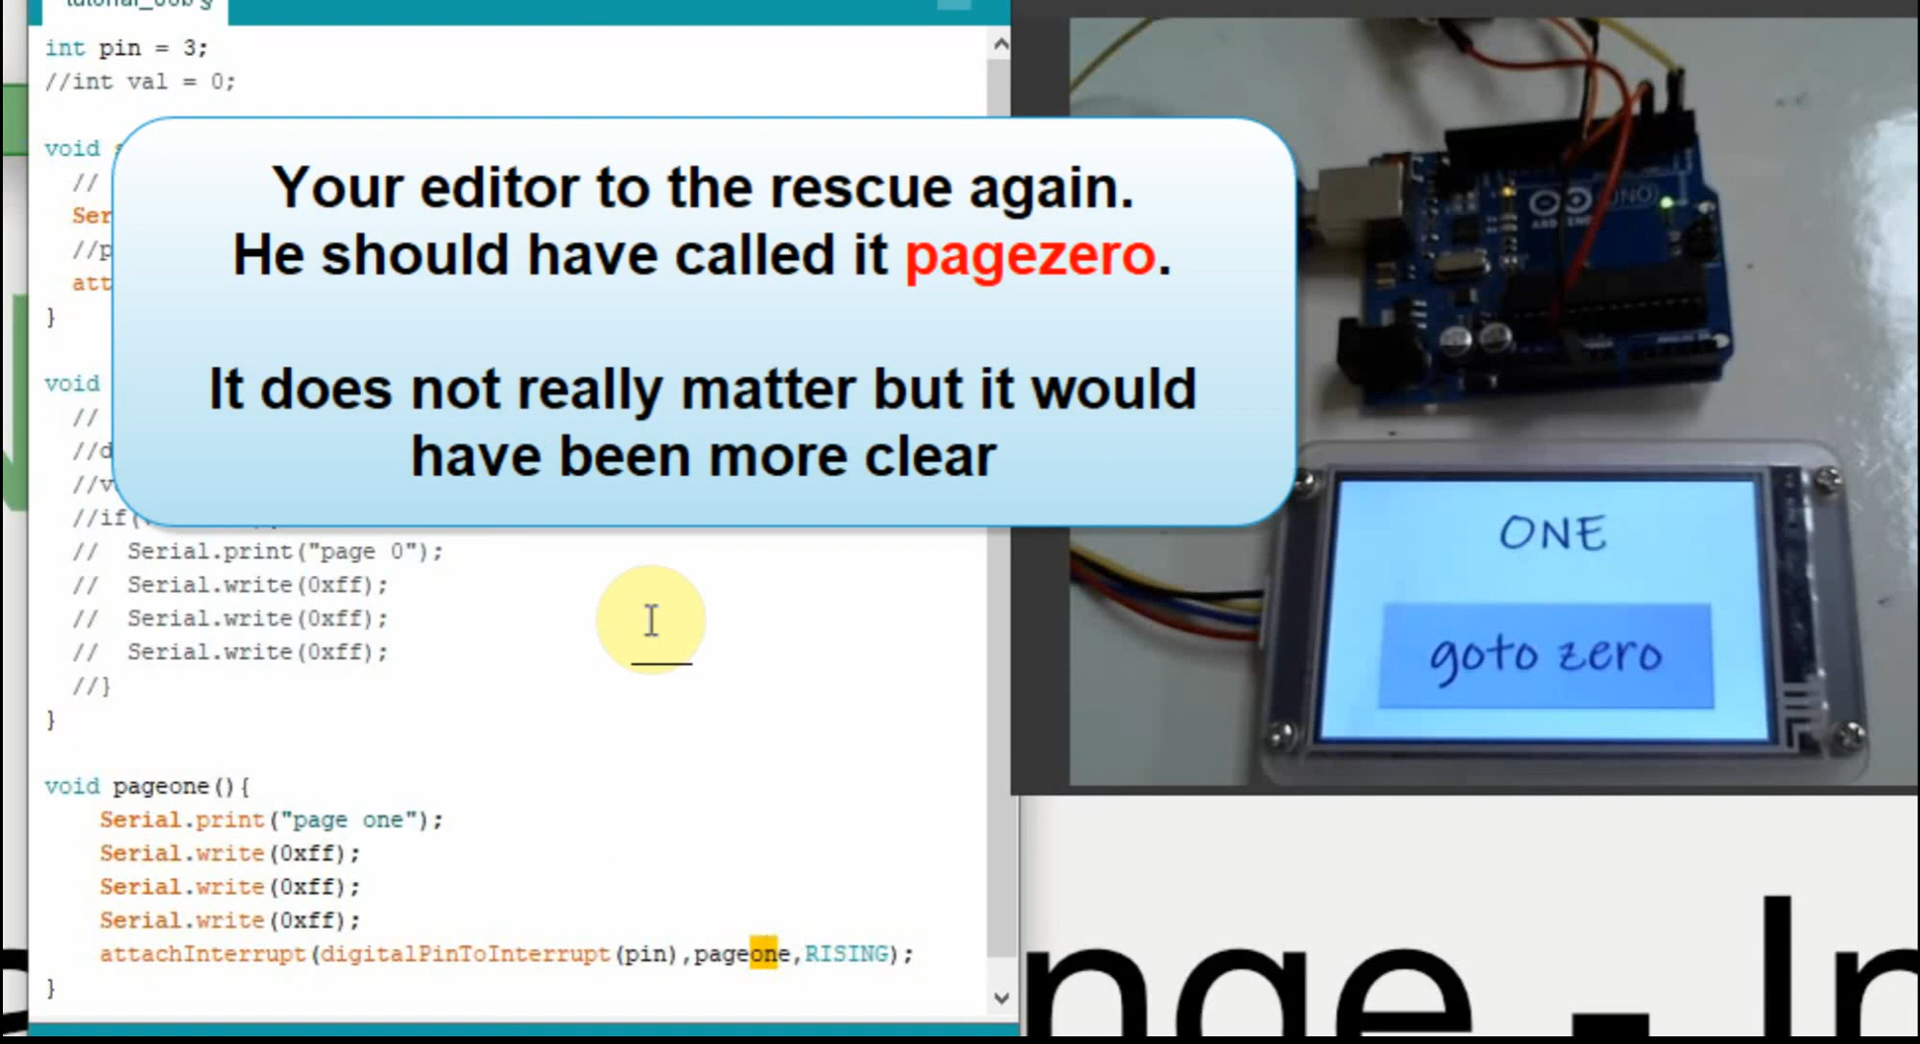 int pin = 3;
//int val = 0;
void
//
Ser
//p
att
}
Your editor to the rescue again.
He should have called it pagezero.
It does not really matter but it would
have been more clear
void
//
//d
//v
//if(
// Serial.print("page 0");
// Serial.write(0xff);
// Serial.write(0xff);
// Serial.write(0xff);
//}
}
void pageone(){
Serial.print("page one");
Serial.write(0xff);
Serial.write(0xff);
Serial.write(0xff);
attachInterrupt(digitalPinToInterrupt(pin),pageone,RISING);
}
UNO
ONE
goto zero
nge - In